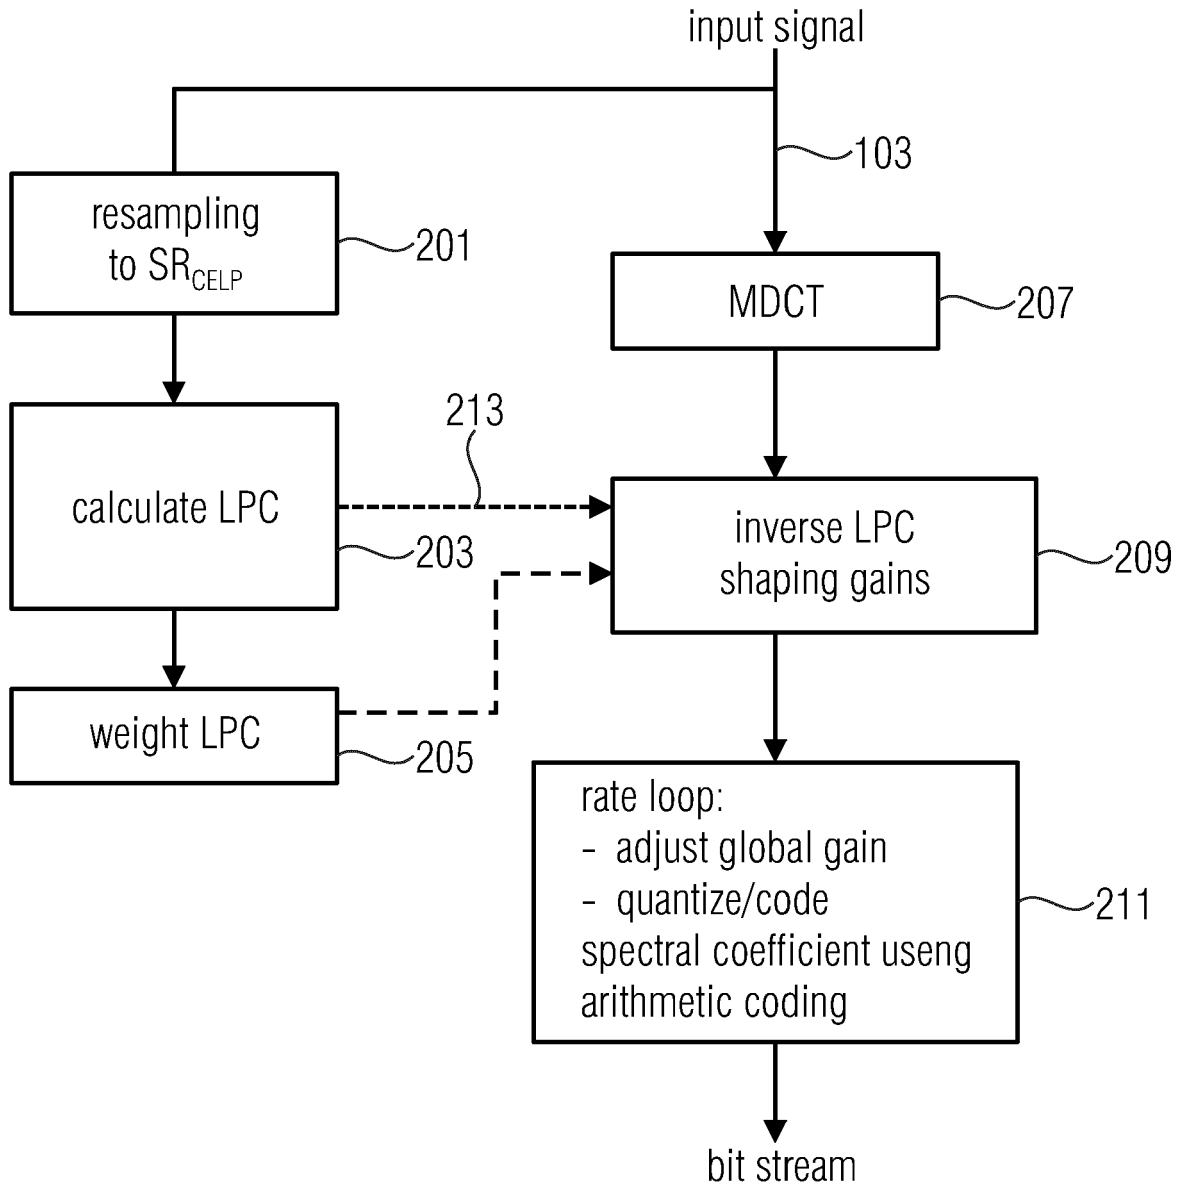 input signal
103
resampling
to SRCELP
201
MDCT
207
213
calculate LPC
203
inverse LPC
shaping gains
209
weight LPC
205
rate loop:
- adjust global gain
- quantize/code
spectral coefficient useng
arithmetic coding
211
bit stream